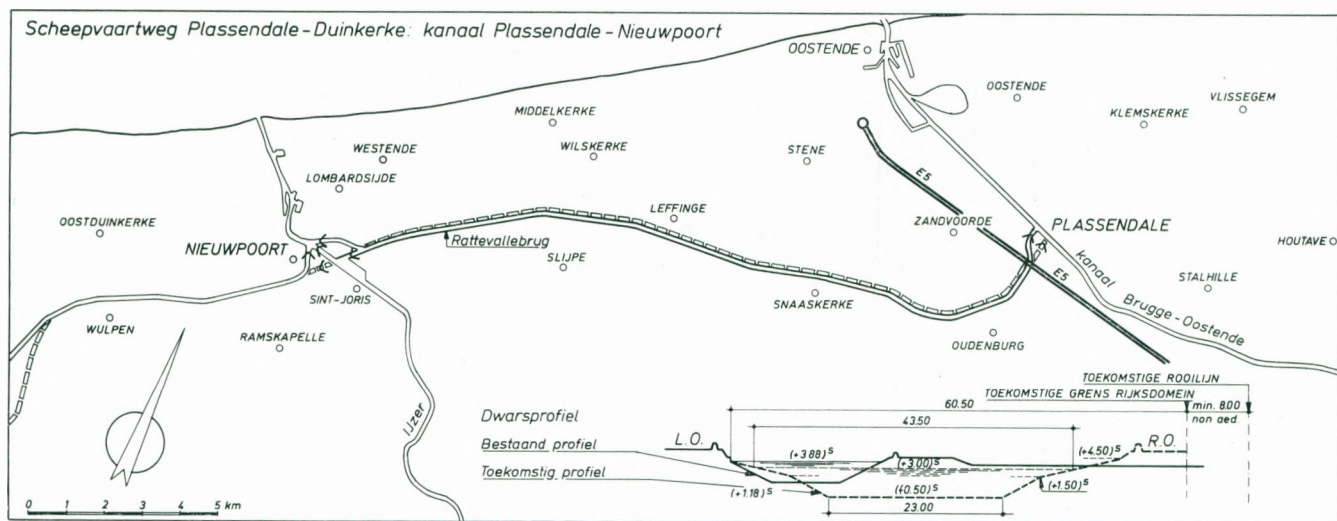 Scheepvaartweg Plassendale-Duinkerke: kanaal Plassendale-Nieuwpoort
OOSTENDE
OOSTENDE
VLISSEGEM
KLEMSKERKE
MIDDELKERKE
WESTENDE
WILSKERKE
STENE
LOMBARDSIJDE
E5
LEFFINGE
OOSTDUINKERKE
ZANDVOORDE
PLASSENDALE
HOUTAVE
NIEUWPOORT
Rattevallebrug
SLIJPE
E5
kanaal Brugge-Oostende
STALHILLE
SINT-JORIS
SNAASKERKE
WULPEN
RAMSKAPELLE
OUDENBURG
IJzer
TOEKOMSTIGE ROOILIJN
TOEKOMSTIGE GRENS RIJKSDOMEIN
60.50
min. 8.00
non aed.
Dwarsprofiel
43.50
Bestaand profiel
L.O.
R.O.
(+3.88)S
(+3.00)S
(+4.50)S
Toekomstig profiel
(+1.18)S
(+0.50)S
(+1.50)S
23.00
0 1 2 3 4 5 km